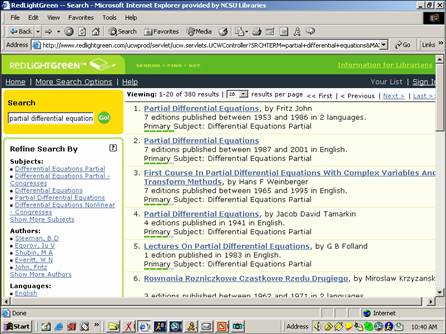 RedLightGreen -- Search - Microsoft Internet Explorer provided by NCSU Libraries
File Edit View Favorites Tools Help
Back Search Favorites
Address http://www.redlightgreen.com/ucwprod/servlet/ucw.servlets.UCWController?SRCHTERM=partial+differential+equations&MA Go Links
REDLIGHTGREEN SEARCH FIND GET Information for Librarians
Home | More Search Options | Help Your List | Sign In
Search
partial differential equation Go!
Viewing: 1-20 of 380 results | 20 results per page << First | < Previous | Next > | Last >>
1. Partial Differential Equations, by Fritz John
7 editions published between 1953 and 1986 in 2 languages.
Primary Subject: Differential Equations Partial
2. Partial Differential Equations
7 editions published between 1987 and 2001 in English.
Primary Subject: Differential Equations Partial
3. First Course In Partial Differential Equations With Complex Variables And
Transform Methods, by Hans F Weinberger
7 editions published between 1965 and 1995 in English.
Primary Subject: Differential Equations Partial
4. Partial Differential Equations, by Jacob David Tamarkin
4 editions published in 1941 in English.
Primary Subject: Differential Equations Partial
5. Lectures On Partial Differential Equations, by G B Folland
1 edition published in 1983 in English.
Primary Subject: Differential Equations Partial
6. Rownania Rozniczkowe Czastkowe Rzedu Drugiego, by Miroslaw Krzyzanski
3 editions published between 1962 and 1971 in 2 languages.
Refine Search By ?
Subjects:
Differential Equations Partial
Differential Equations Partial -
Congresses
Differential Equations
Partial Differential Equations
Differential Equations Nonlinear
- Congresses
Show More Subjects
Authors:
Sleeman, B D
Egorov, Iu V
Shubin, M A
Everitt, W N
John, Fritz
Show More Authors
Languages:
English
Done Internet
Start Address 10:40 AM